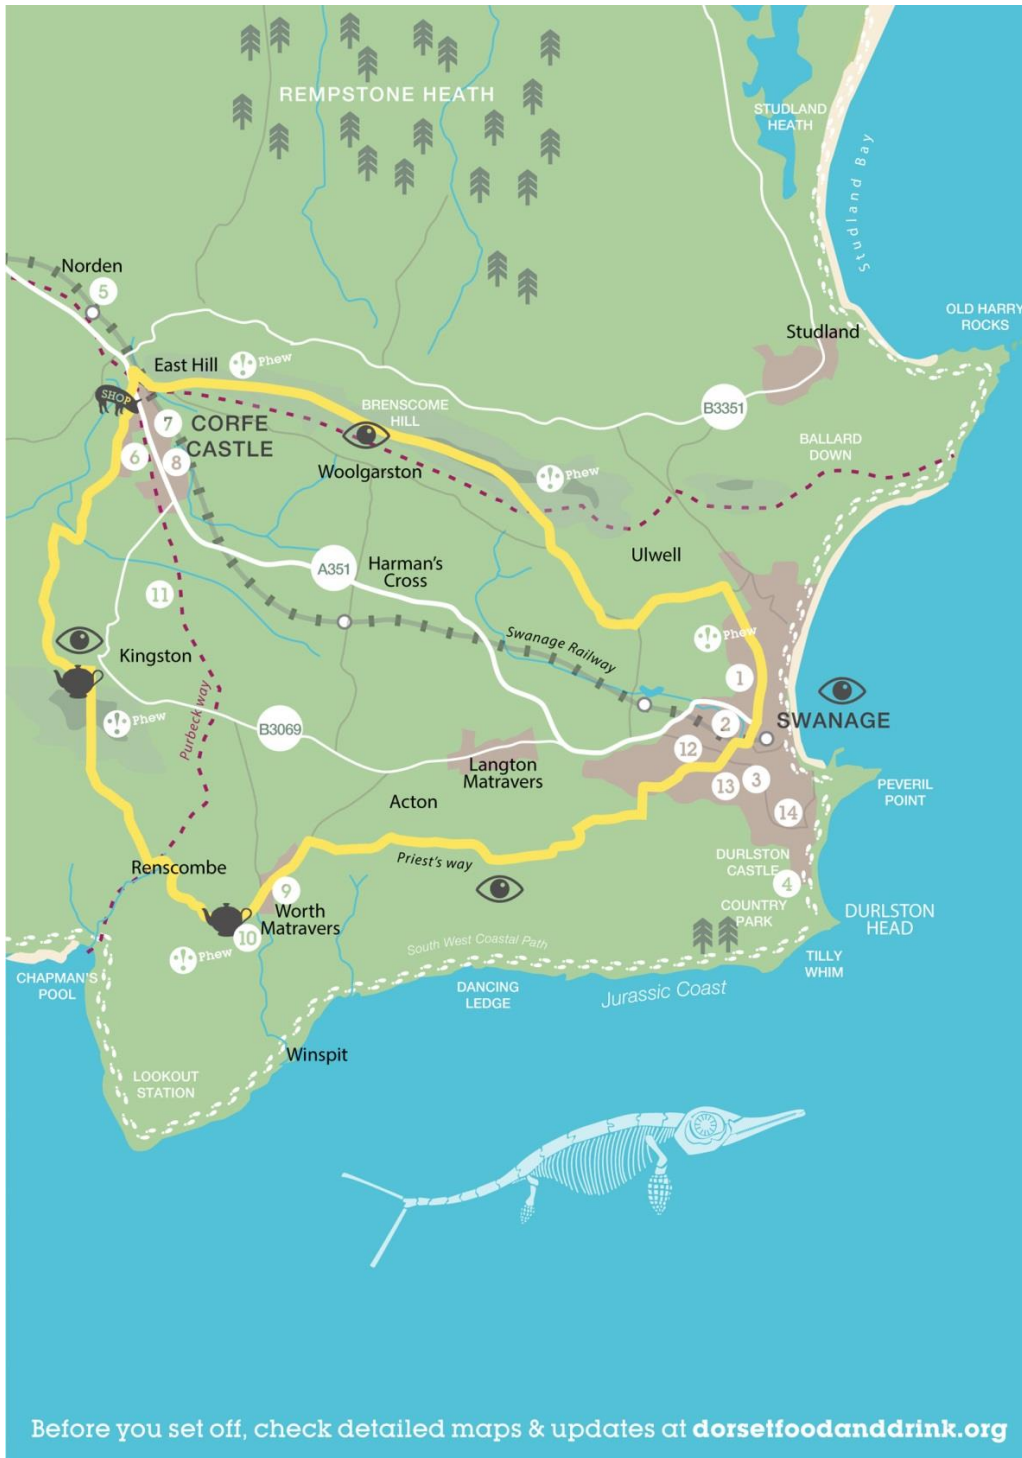 REMPSTONE HEATH
STUDLAND
HEATH
Studland Bay
Norden
5
OLD HARRY
ROCKS
Studland
East Hill
Phew
SHOP
BRENSCOME
HILL
B3351
7
CORFE
CASTLE
BALLARD
DOWN
6
8
Woolgarston
Phew
Ulwell
A351
Harman's
Cross
11
Swanage Railway
Phew
Kingston
1
Purbeck way
Phew
B3069
2
SWANAGE
12
Langton
Matravers
13
3
PEVERIL
POINT
Acton
14
Priest's way
Renscombe
DURLSTON
CASTLE
4
9
COUNTRY
PARK
DURLSTON
HEAD
Worth
Matravers
10
Phew
South West Coastal Path
TILLY
WHIM
CHAPMAN'S
POOL
DANCING
LEDGE
Jurassic Coast
Winspit
LOOKOUT
STATION
Before you set off, check detailed maps & updates at dorsetfoodanddrink.org